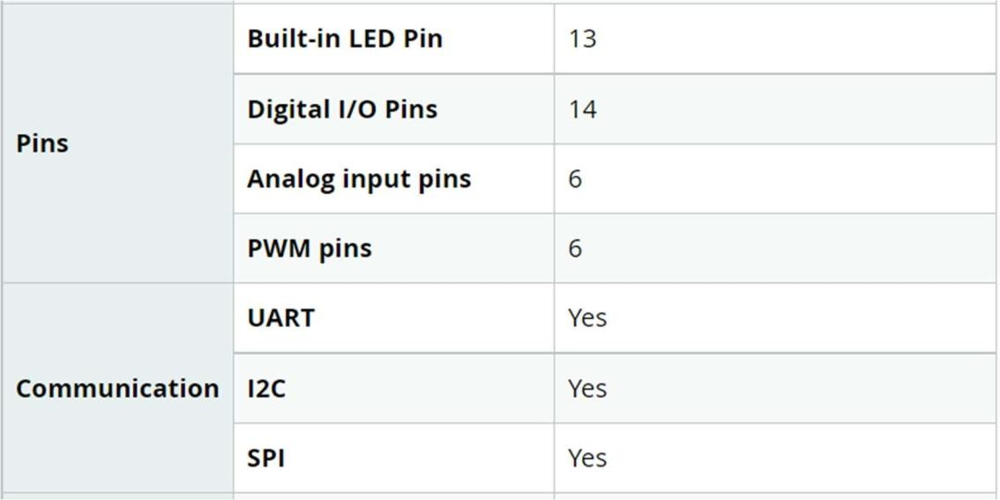 Pins
Built-in LED Pin 13
Digital I/O Pins 14
Analog input pins 6
PWM pins 6
Communication
UART Yes
I2C Yes
SPI Yes